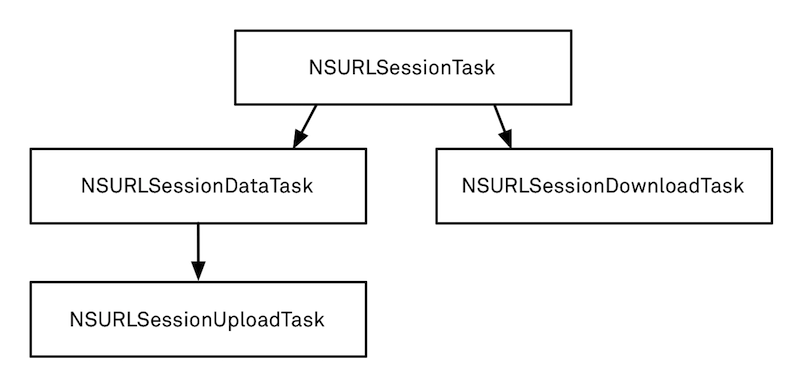 NSURLSessionTask
NSURLSessionDataTask
NSURLSessionDownloadTask
NSURLSessionUploadTask